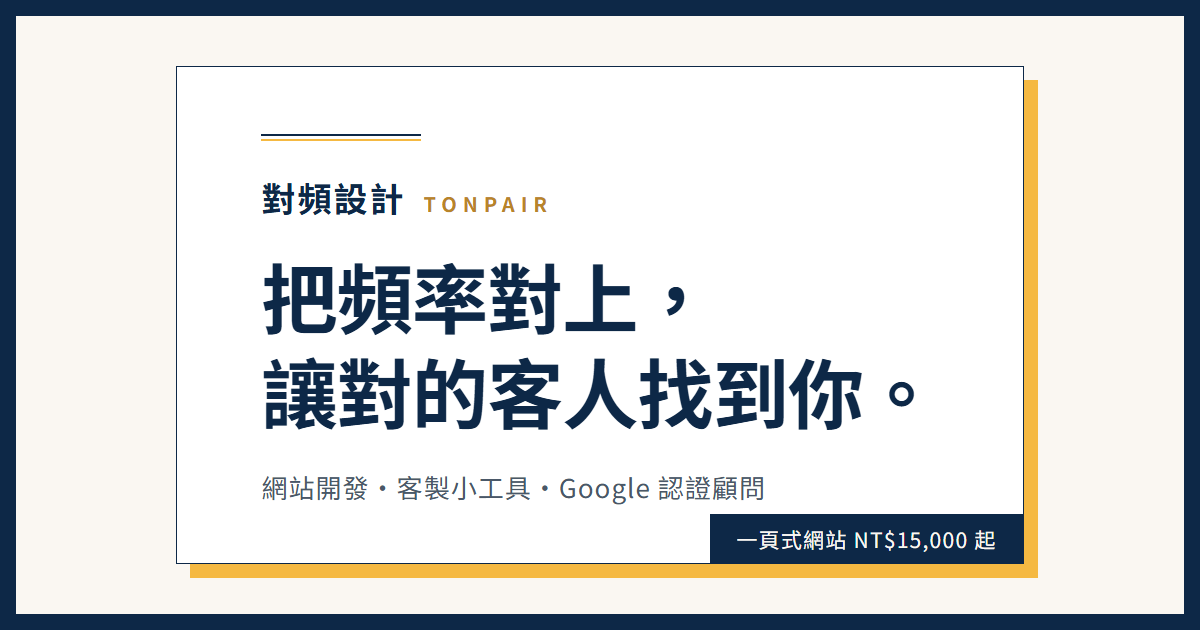 對頻設計 TONPAIR
把頻率對上，
讓對的客人找到你。
網站開發・客製小工具・Google 認證顧問
一頁式網站 NT$15,000 起